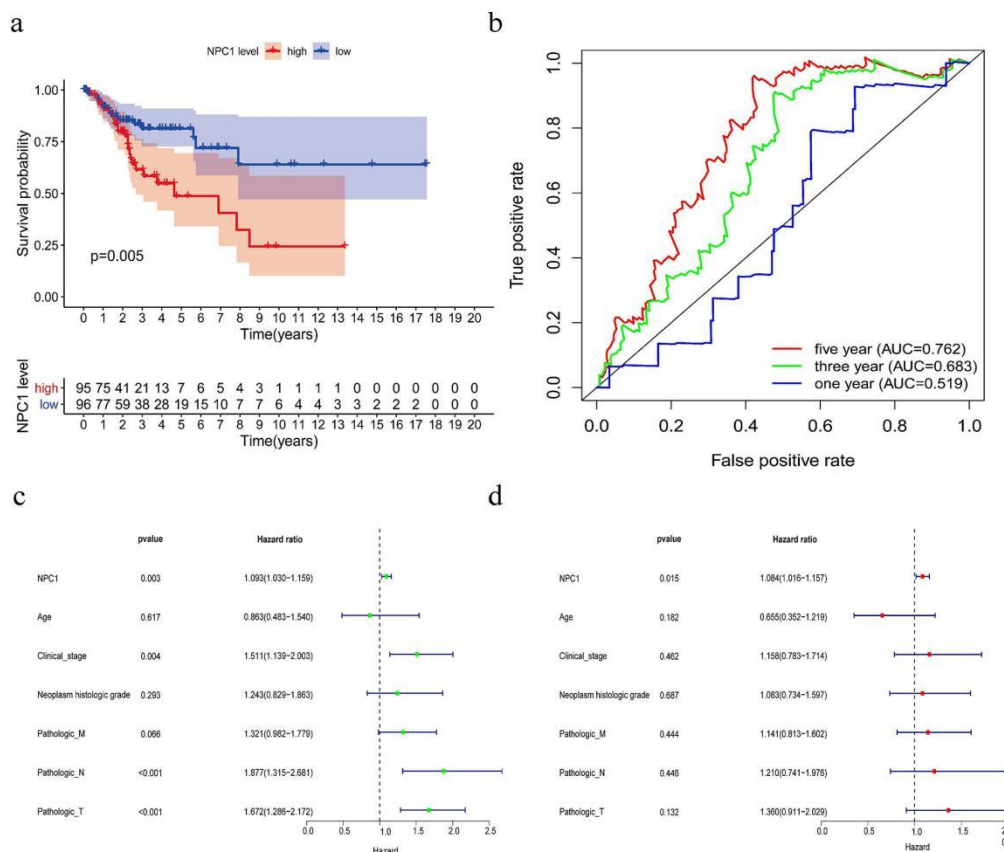 a
NPC1 level high low
1.00
0.75
0.50
0.25
0.00
Survival probability
p=0.005
0 1 2 3 4 5 6 7 8 9 10 11 12 13 14 15 16 17 18 19 20
Time(years)
NPC1 level
high 95 75 41 21 13 7 6 5 4 3 1 1 1 1 0 0 0 0 0 0 0
low 96 77 59 38 28 19 15 10 7 7 6 4 4 3 3 2 2 2 0 0 0
0 1 2 3 4 5 6 7 8 9 10 11 12 13 14 15 16 17 18 19 20
Time(years)
b
1.0
0.8
0.6
0.4
0.2
0.0
True positive rate
five year (AUC=0.762)
three year (AUC=0.683)
one year (AUC=0.519)
0.0 0.2 0.4 0.6 0.8 1.0
False positive rate
c
pvalue Hazard ratio
NPC1 0.003 1.093(1.030−1.159)
Age 0.617 0.863(0.483−1.540)
Clinical_stage 0.004 1.511(1.139−2.003)
Neoplasm histologic grade 0.293 1.243(0.829−1.863)
Pathologic_M 0.066 1.321(0.982−1.779)
Pathologic_N <0.001 1.877(1.315−2.681)
Pathologic_T <0.001 1.672(1.286−2.172)
0.0 0.5 1.0 1.5 2.0 2.5
Hazard
d
pvalue Hazard ratio
NPC1 0.015 1.084(1.016−1.157)
Age 0.182 0.655(0.352−1.219)
Clinical_stage 0.462 1.158(0.783−1.714)
Neoplasm histologic grade 0.687 1.083(0.734−1.597)
Pathologic_M 0.444 1.141(0.813−1.602)
Pathologic_N 0.446 1.210(0.741−1.976)
Pathologic_T 0.132 1.360(0.911−2.029)
0.0 0.5 1.0 1.5
Hazard